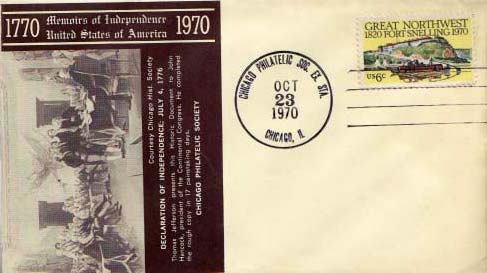 1770 Memoirs of Independence 1970
United States of America
Courtesy Chicago Hist. Society
DECLARATION OF INDEPENDENCE: JULY 4, 1776
Thomas Jefferson presents this Historic Document to John
Hancock, president of the Continental Congress. He completed
the rough copy in 17 painstaking days.
CHICAGO PHILATELIC SOCIETY
CHICAGO PHILATELIC SOC. EX. STA.
OCT
23
1970
CHICAGO, IL
GREAT NORTHWEST
1820 FORT SNELLING 1970
US 6c